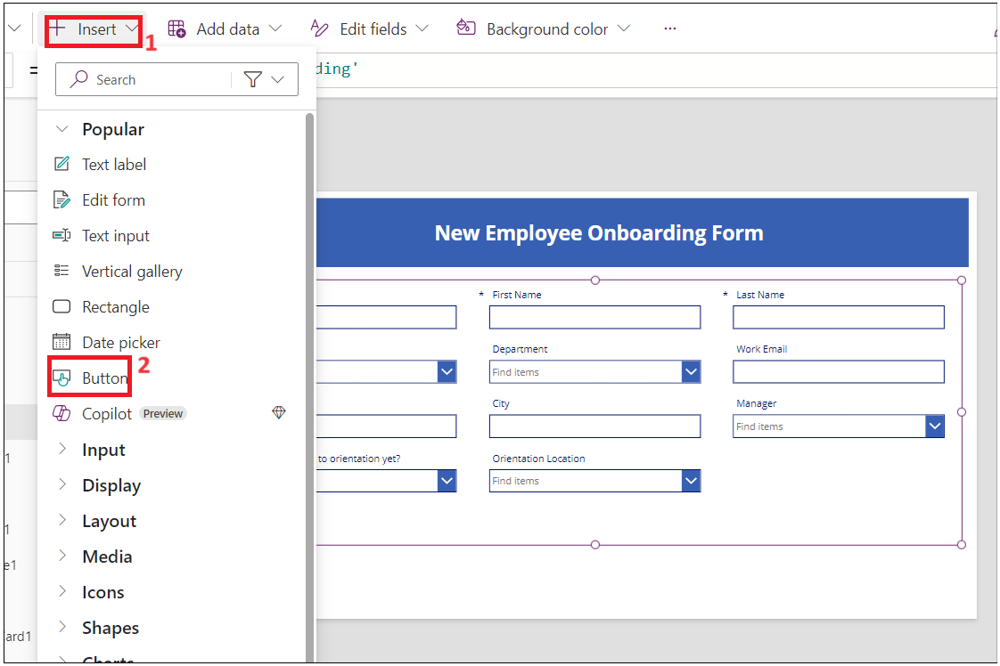 Insert
1
Add data
Edit fields
Background color
...
=
ding'
Search
Popular
Text label
Edit form
Text input
Vertical gallery
Rectangle
Date picker
Button
2
Copilot Preview
Input
Display
Layout
Media
Icons
Shapes
Charts
1
1
e1
Card1
New Employee Onboarding Form
* First Name
* Last Name
Department
Work Email
Find items
City
Manager
Find items
to orientation yet?
Orientation Location
Find items